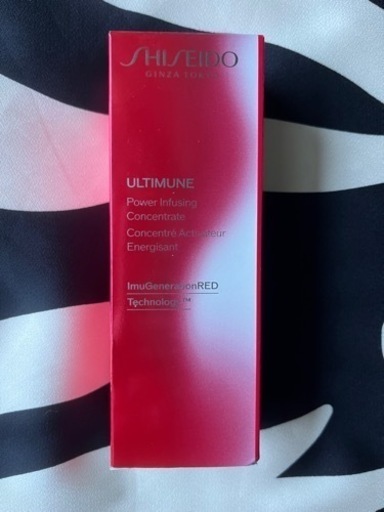 SHISEIDO
GINZA TOKYO
ULTIMUNE
Power Infusing
Concentrate
Concentré Activateur
Energisant
ImuGenerationRED
Technology™